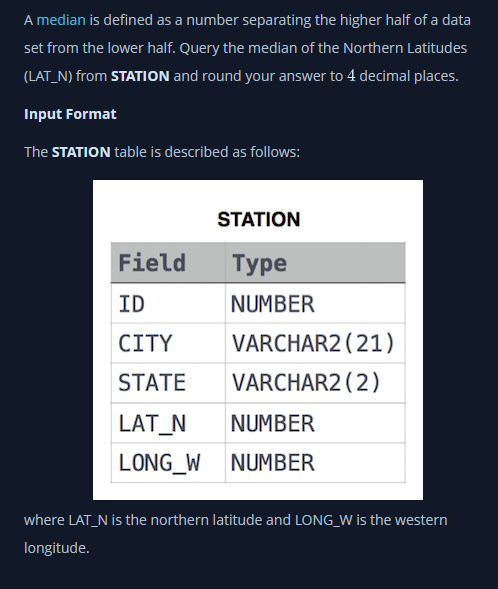 A median is defined as a number separating the higher half of a data
set from the lower half. Query the median of the Northern Latitudes
(LAT_N) from STATION and round your answer to 4 decimal places.
Input Format
The STATION table is described as follows:
STATION
Field Type
ID NUMBER
CITY VARCHAR2(21)
STATE VARCHAR2(2)
LAT_N NUMBER
LONG_W NUMBER
where LAT_N is the northern latitude and LONG_W is the western
longitude.